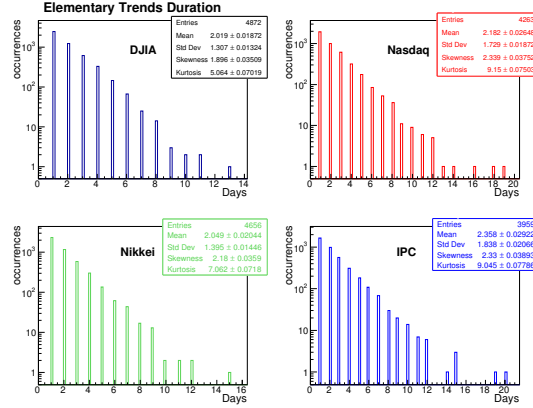 Elementary Trends Duration
DJIA
Entries 4872
Mean 2.019 ± 0.01872
Std Dev 1.307 ± 0.01324
Skewness 1.896 ± 0.03509
Kurtosis 5.064 ± 0.07019
occurrences
10³
10²
10
1
0 2 4 6 8 10 12 14
Days
Nasdaq
Entries 4263
Mean 2.182 ± 0.02648
Std Dev 1.729 ± 0.01872
Skewness 2.339 ± 0.03752
Kurtosis 9.15 ± 0.07503
occurrences
10³
10²
10
1
0 2 4 6 8 10 12 14 16 18 20
Days
Nikkei
Entries 4656
Mean 2.049 ± 0.02044
Std Dev 1.395 ± 0.01446
Skewness 2.18 ± 0.0359
Kurtosis 7.062 ± 0.0718
occurrences
10³
10²
10
1
0 2 4 6 8 10 12 14 16
Days
IPC
Entries 3959
Mean 2.358 ± 0.02922
Std Dev 1.838 ± 0.02066
Skewness 2.33 ± 0.03893
Kurtosis 9.045 ± 0.07786
occurrences
10³
10²
10
1
0 2 4 6 8 10 12 14 16 18 20
Days